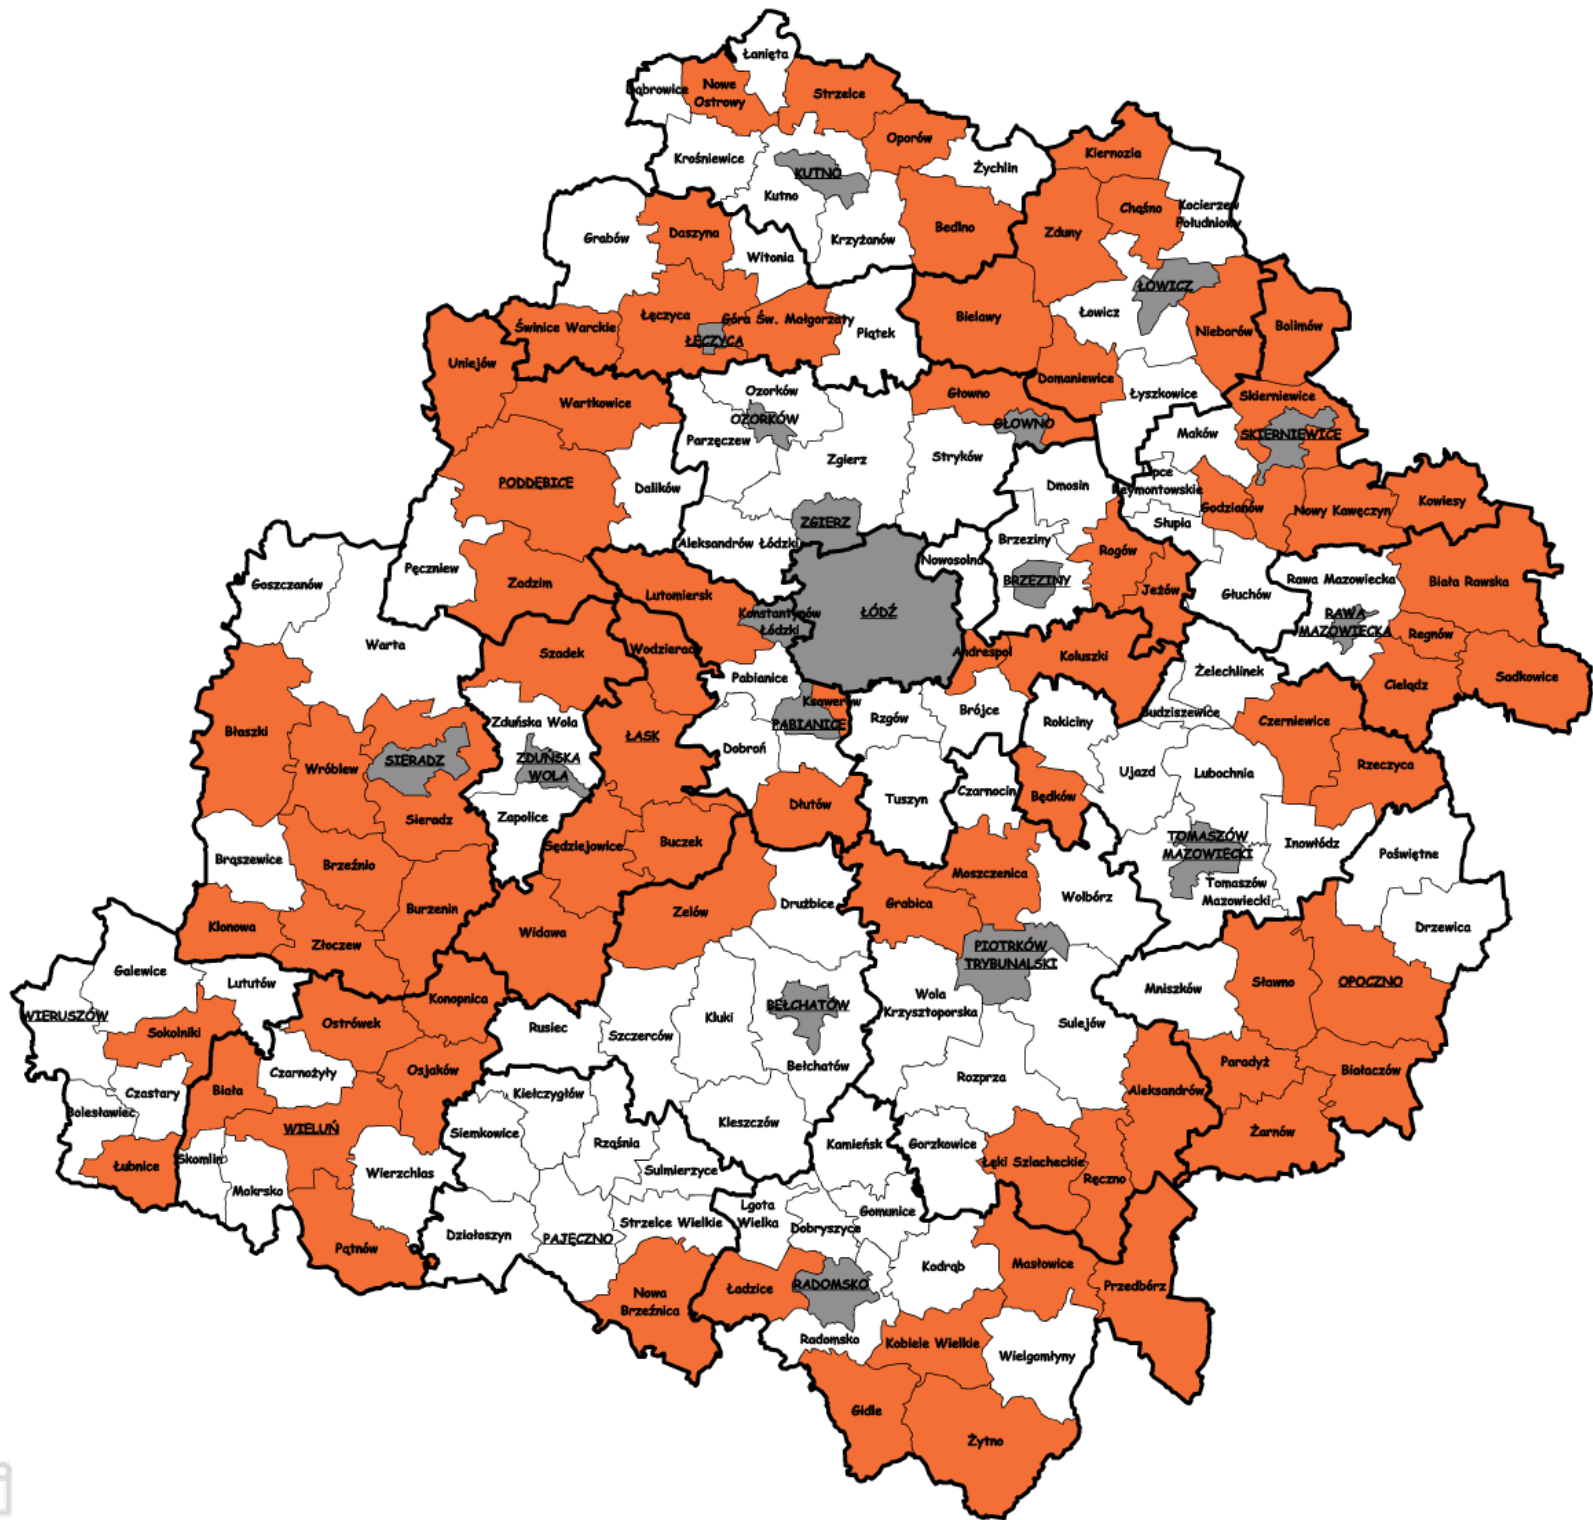 Łanięta
Dąbrowice
Nowe
Ostrowy
Strzelce
Oporów
Krośniewice
KUTNO
Kutno
Żychlin
Kiernozia
Chąśno
Kocierzew
Południowy
Grabów
Daszyna
Witonia
Krzyżanów
Bedlno
Zduny
ŁOWICZ
Łowicz
Świnice Warckie
Łęczyca
ŁĘCZYCA
Góra Św. Małgorzaty
Piątek
Bielawy
Nieborów
Bolimów
Uniejów
Wartkowice
Ozorków
OZORKÓW
Parzęczew
Głowno
GŁOWNO
Domaniewice
Łyszkowice
Skierniewice
SKIERNIEWICE
Maków
PODDĘBICE
Dalików
Zgierz
Stryków
Dmosin
Lipce
Reymontowskie
Godzianów
Nowy Kawęczyn
Kowiesy
Słupia
ZGIERZ
Aleksandrów Łódzki
Nowosolna
Brzeziny
BRZEZINY
Rogów
Jeżów
Głuchów
Rawa Mazowiecka
RAWA
MAZOWIECKA
Biała Rawska
Regnów
Sadkowice
Cielądz
Goszczanów
Pęczniew
Zadzim
Lutomiersk
Konstantynów
Łódzki
ŁÓDŹ
Warta
Szadek
Wodzierady
Pabianice
Andrespol
Koluszki
Żelechlinek
Budziszewice
Czerniewice
Rzeczyca
Błaszki
Wróblew
SIERADZ
Sieradz
Zduńska Wola
ZDUŃSKA
WOLA
Zapolice
ŁASK
Dobroń
Ksawerów
PABIANICE
Rzgów
Brójce
Rokiciny
Ujazd
Lubochnia
Tuszyn
Czarnocin
Będków
Dłutów
Sędziejowice
Buczek
Brąszewice
Brzeźnio
Burzenin
TOMASZÓW
MAZOWIECKI
Tomaszów
Mazowiecki
Inowłódz
Poświętne
Drzewica
Moszczenica
Wolbórz
Grabica
Drużbice
Zelów
Widawa
Klonowa
Złoczew
PIOTRKÓW
TRYBUNALSKI
Galewice
Lututów
WIERUSZÓW
Sokolniki
Ostrówek
Konopnica
Rusiec
Szczerców
Kluki
BEŁCHATÓW
Bełchatów
Wola
Krzysztoporska
Sulejów
Mniszków
Sławno
OPOCZNO
Paradyż
Białaczów
Żarnów
Aleksandrów
Rozprza
Czastary
Bolesławiec
Łubnice
Biała
Czarnożyły
Osjaków
WIELUŃ
Skomlin
Mokrsko
Wierzchlas
Pątnów
Siemkowice
Kiełczygłów
Rząśnia
Sulmierzyce
Kleszczów
Kamieńsk
Gorzkowice
Łęki Szlacheckie
Ręczno
Działoszyn
PAJĘCZNO
Strzelce Wielkie
Lgota
Wielka
Dobryszyce
Gomunice
Kodrąb
Masłowice
Przedbórz
Nowa
Brzeźnica
Ładzice
RADOMSKO
Radomsko
Kobiele Wielkie
Wielgomłyny
Gidle
Żytno